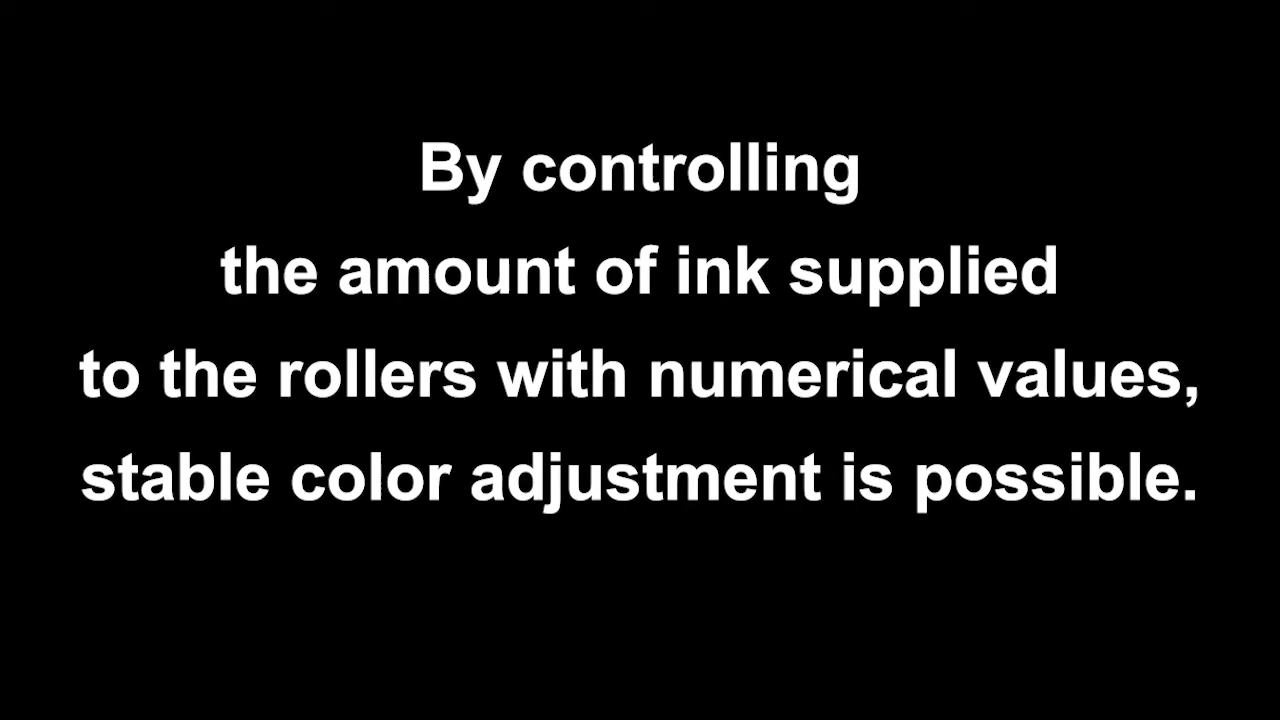 By controlling
the amount of ink supplied
to the rollers with numerical values,
stable color adjustment is possible.